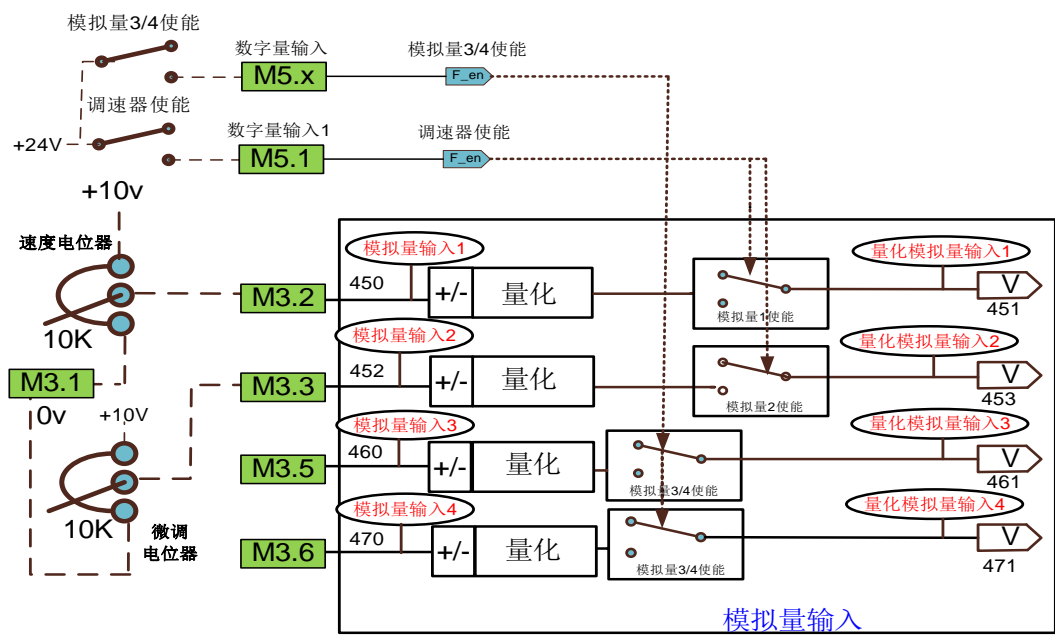 模拟量3/4使能
数字量输入
模拟量3/4使能
M5.x
F_en
调速器使能
数字量输入1
调速器使能
+24V
M5.1
F_en
+10v
速度电位器
10K
M3.1
0v
+10V
10K
微调
电位器
模拟量输入1
量化模拟量输入1
M3.2
450
+/-
量化
模拟量1使能
V
451
模拟量输入2
量化模拟量输入2
M3.3
452
+/-
量化
模拟量2使能
V
453
模拟量输入3
量化模拟量输入3
M3.5
460
+/-
量化
模拟量3/4使能
V
461
模拟量输入4
量化模拟量输入4
M3.6
470
+/-
量化
模拟量3/4使能
V
471
模拟量输入